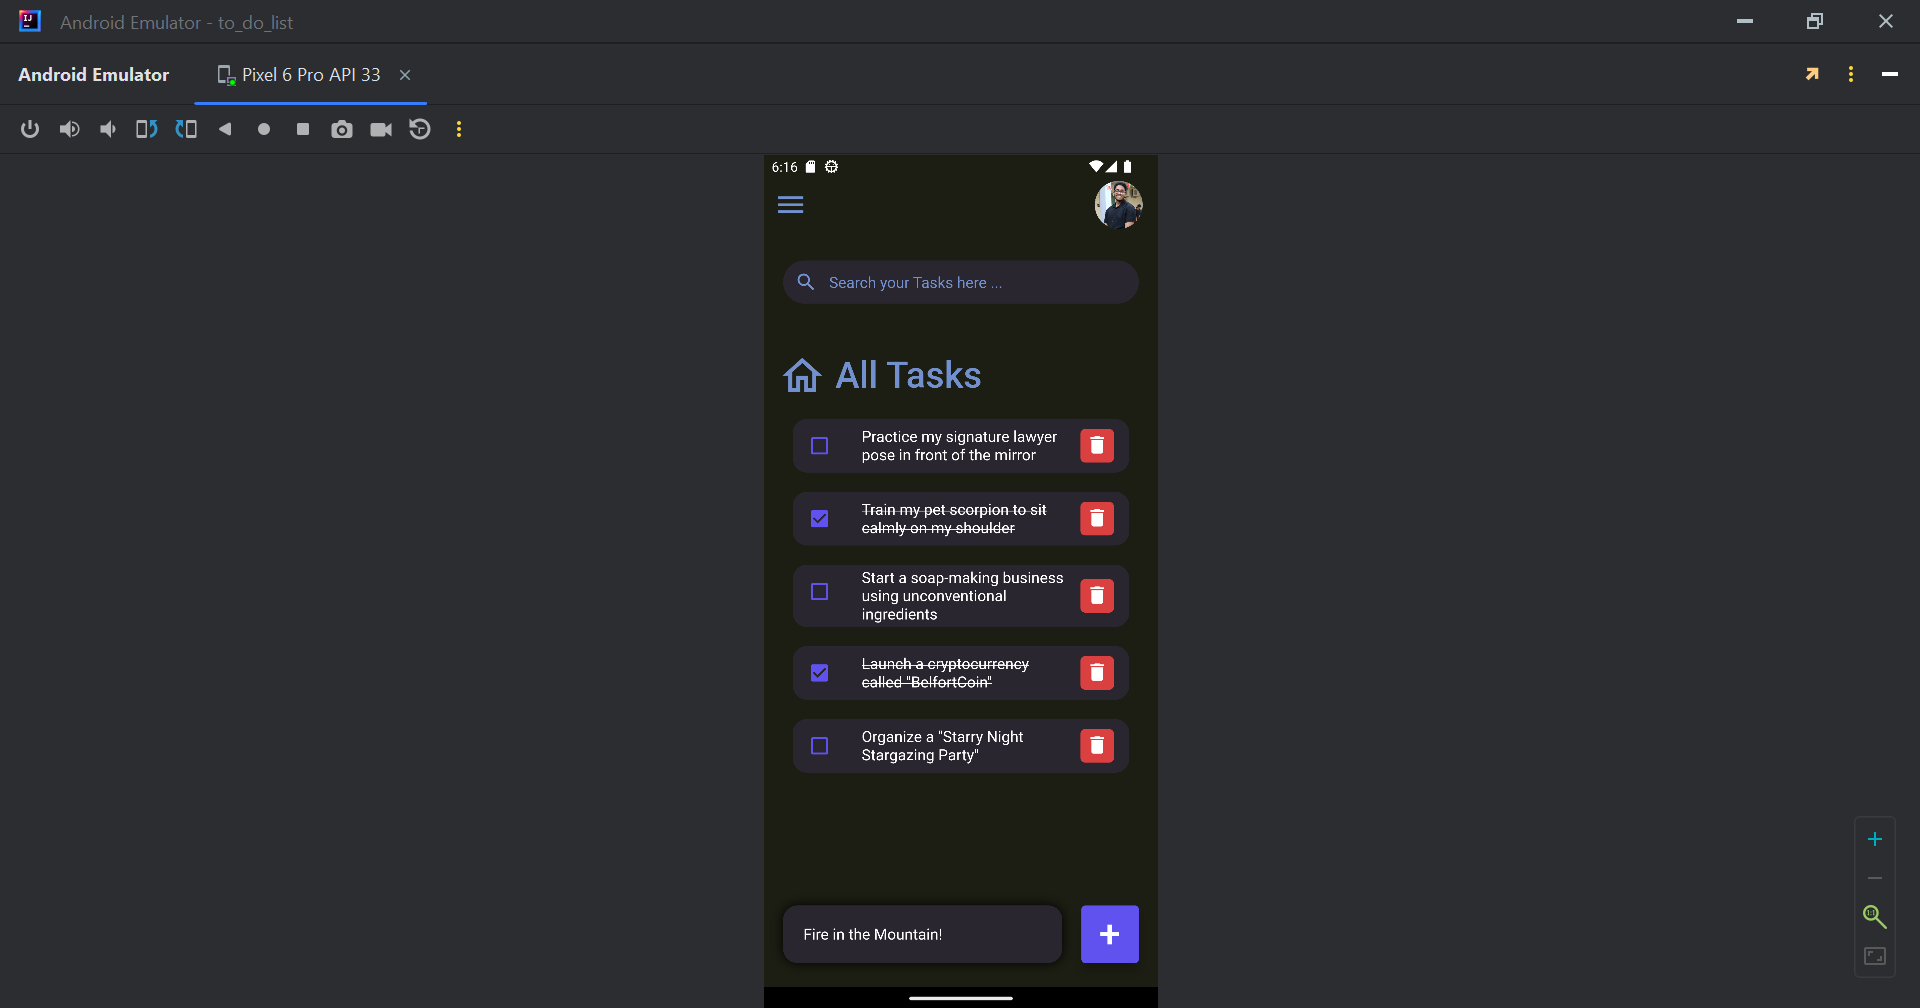 Android Emulator - to_do_list
Android Emulator
Pixel 6 Pro API 33
6:16
Search your Tasks here ...
All Tasks
Practice my signature lawyer
pose in front of the mirror
Train my pet scorpion to sit
calmly on my shoulder
Start a soap-making business
using unconventional
ingredients
Launch a cryptocurrency
called "BelfortCoin"
Organize a "Starry Night
Stargazing Party"
Fire in the Mountain!
1:1